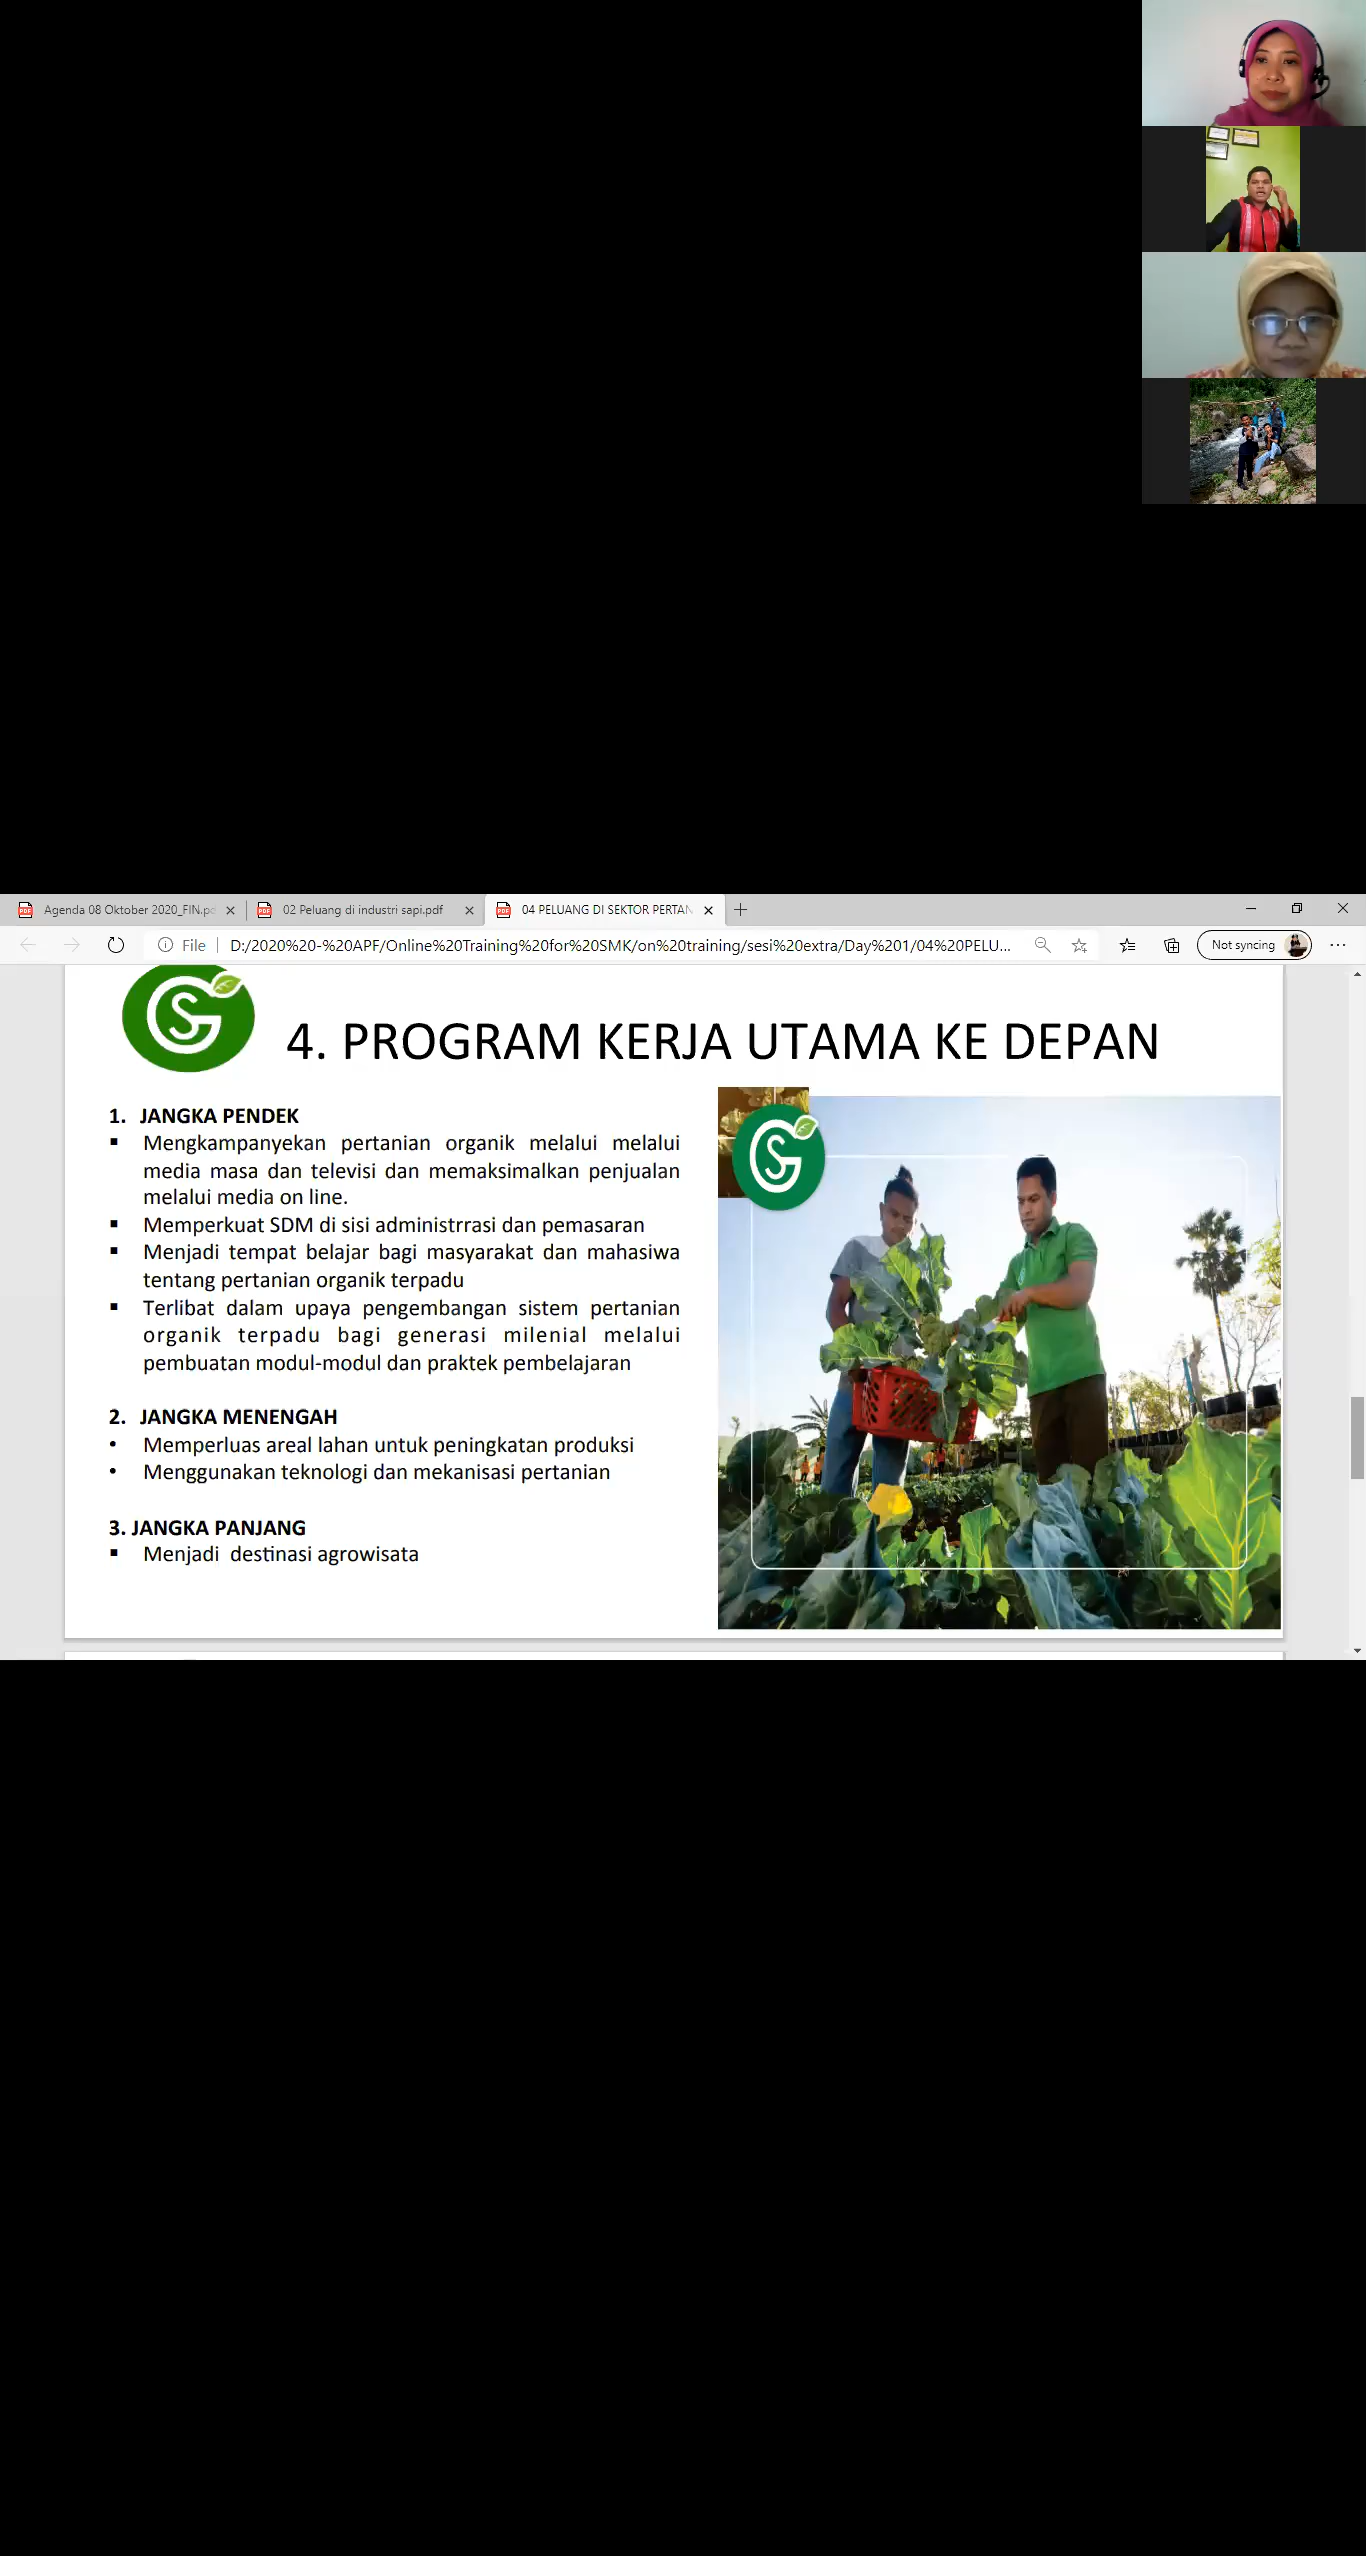 Agenda 08 Oktober 2020_FIN.pd
02 Peluang di industri sapi.pdf
04 PELUANG DI SEKTOR PERTAN
File
D:/2020%20-%20APF/Online%20Training%20for%20SMK/on%20training/sesi%20extra/Day%201/04%20PELU...
Not syncing
4. PROGRAM KERJA UTAMA KE DEPAN
1. JANGKA PENDEK
▪ Mengkampanyekan pertanian organik melalui melalui
media masa dan televisi dan memaksimalkan penjualan
melalui media on line.
▪ Memperkuat SDM di sisi administrrasi dan pemasaran
▪ Menjadi tempat belajar bagi masyarakat dan mahasiwa
tentang pertanian organik terpadu
▪ Terlibat dalam upaya pengembangan sistem pertanian
organik terpadu bagi generasi milenial melalui
pembuatan modul-modul dan praktek pembelajaran
2. JANGKA MENENGAH
• Memperluas areal lahan untuk peningkatan produksi
• Menggunakan teknologi dan mekanisasi pertanian
3. JANGKA PANJANG
▪ Menjadi destinasi agrowisata